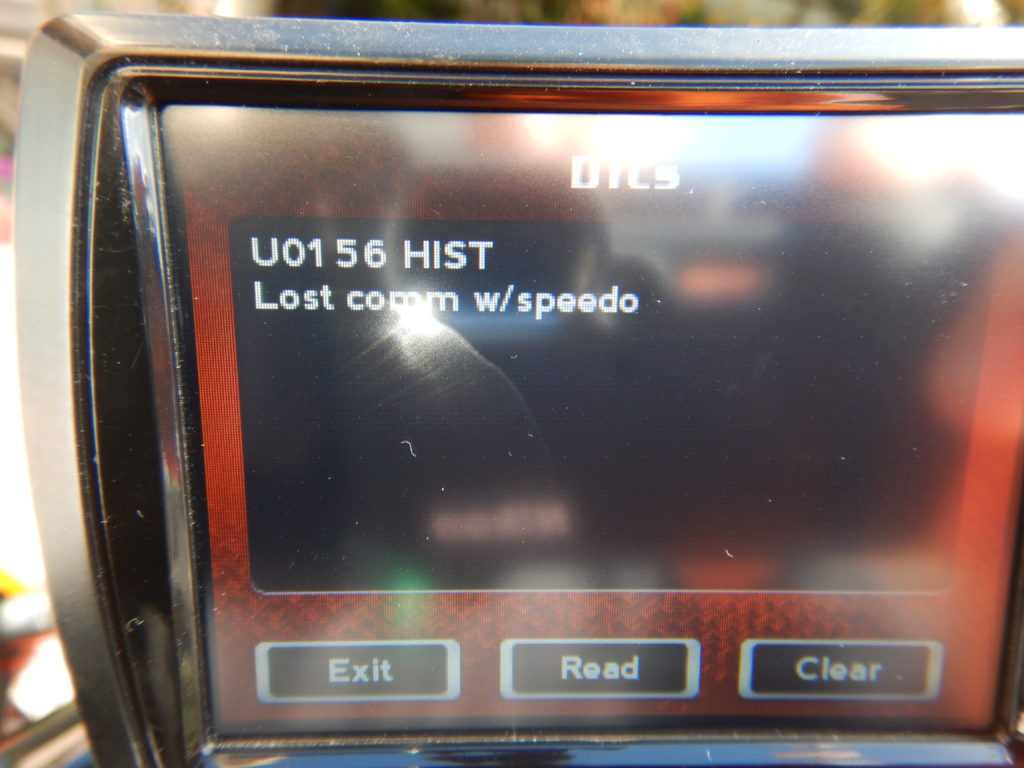 DTCs
U0156 HIST
Lost comm w/speedo
Exit
Read
Clear